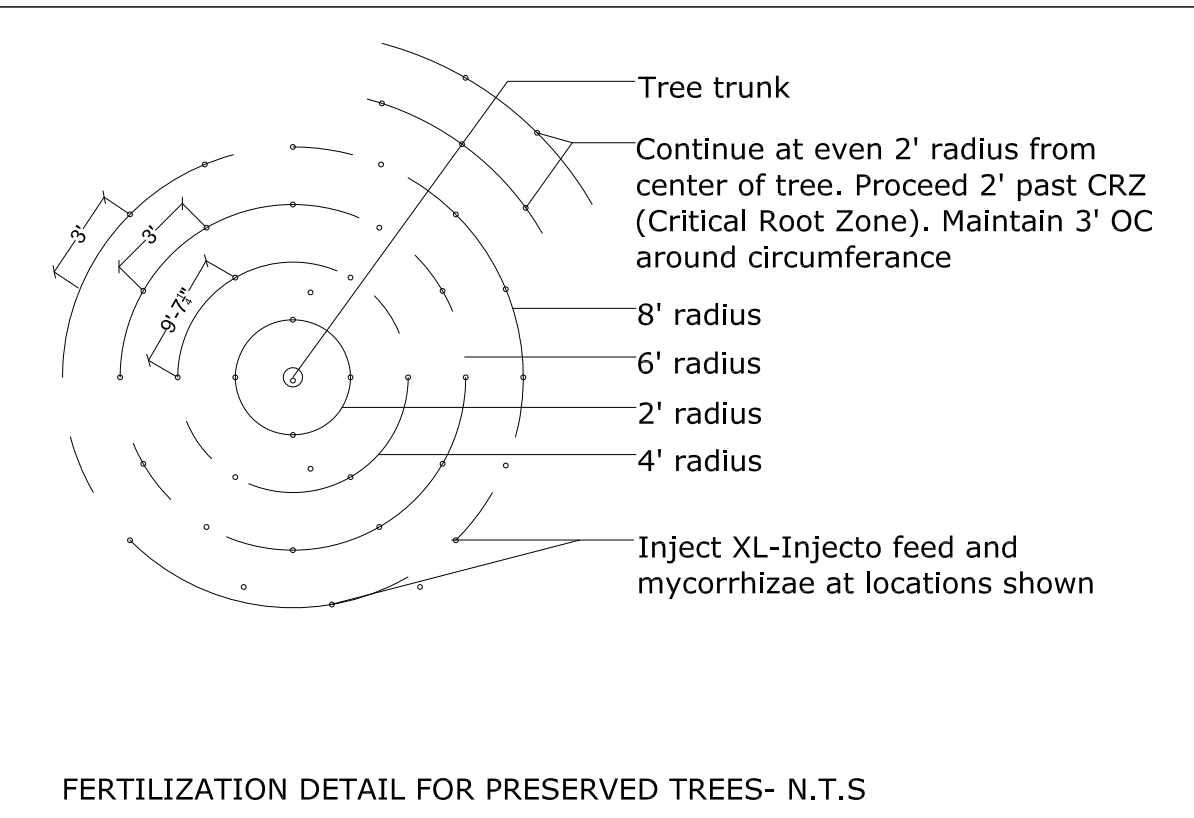 Tree trunk
Continue at even 2' radius from
center of tree. Proceed 2' past CRZ
(Critical Root Zone). Maintain 3' OC
around circumferance
3'
3'
9'-7¼"
8' radius
6' radius
2' radius
4' radius
Inject XL-Injecto feed and
mycorrhizae at locations shown
FERTILIZATION DETAIL FOR PRESERVED TREES- N.T.S